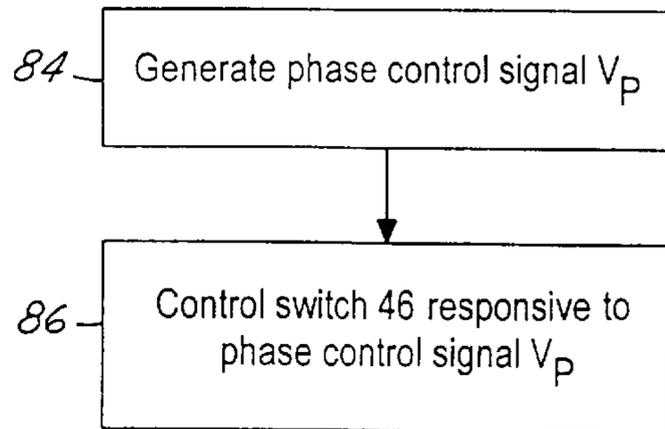 84
Generate phase control signal V_P
86
Control switch 46 responsive to
phase control signal V_P